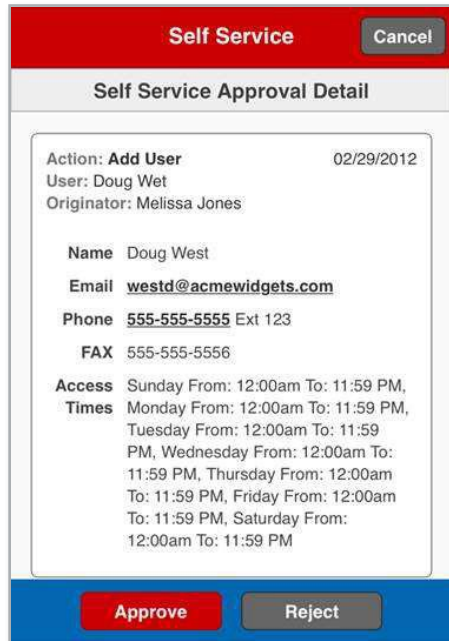 Self Service
Cancel
Self Service Approval Detail
Action: Add User 02/29/2012
User: Doug Wet
Originator: Melissa Jones
Name Doug West
Email westd@acmewidgets.com
Phone 555-555-5555 Ext 123
FAX 555-555-5556
Access Sunday From: 12:00am To: 11:59 PM,
Times Monday From: 12:00am To: 11:59 PM,
Tuesday From: 12:00am To: 11:59
PM, Wednesday From: 12:00am To:
11:59 PM, Thursday From: 12:00am
To: 11:59 PM, Friday From: 12:00am
To: 11:59 PM, Saturday From:
12:00am To: 11:59 PM
Approve Reject